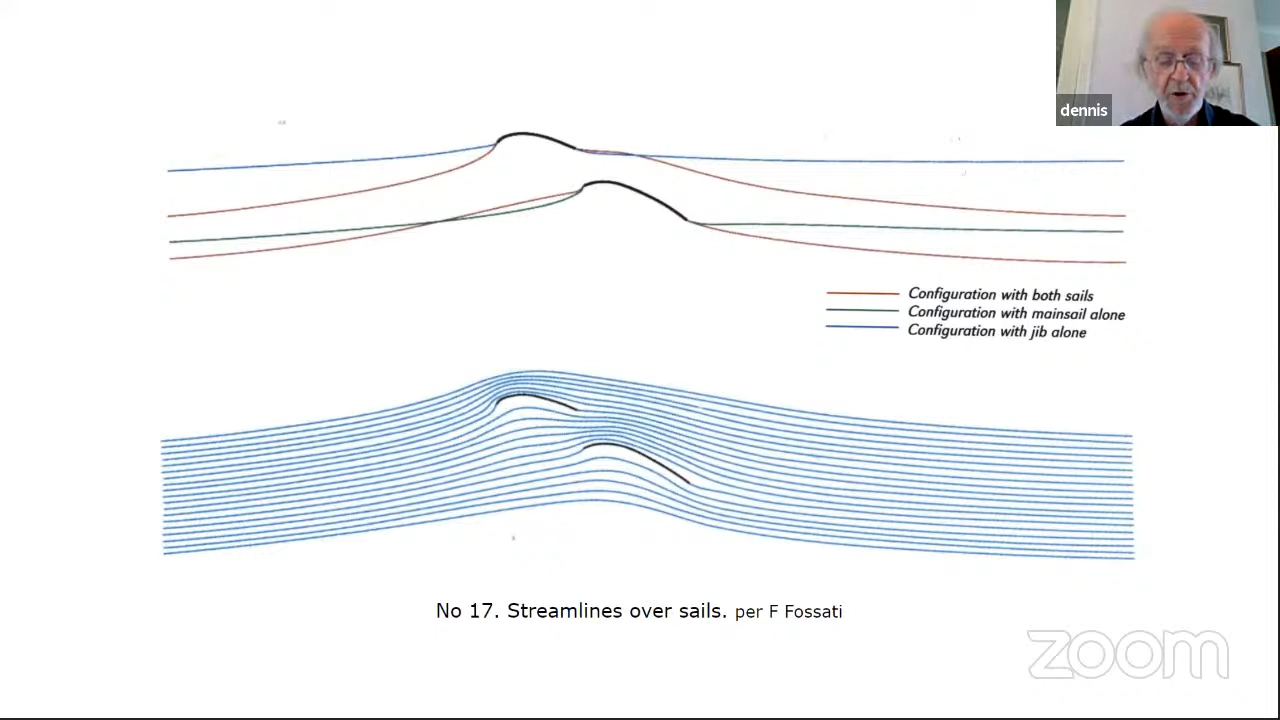 dennis
Configuration with both sails
Configuration with mainsail alone
Configuration with jib alone
No 17. Streamlines over sails. per F Fossati
zoom